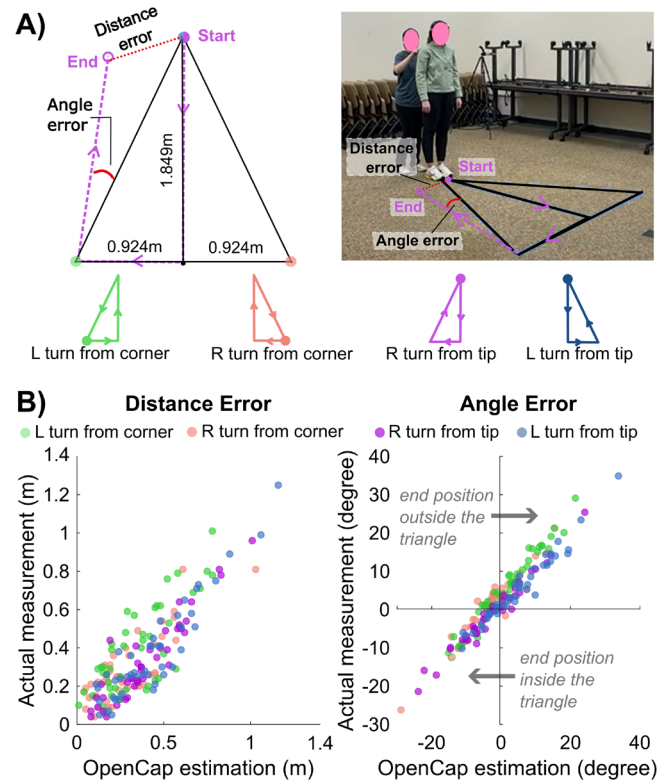 A)
Distance
error
Start
End
Angle
error
1.849m
0.924m
0.924m
Distance
error
Start
End
Angle error
L turn from corner
R turn from corner
R turn from tip
L turn from tip
B)
Distance Error
L turn from corner
R turn from corner
Actual measurement (m)
1.4
1.2
1
0.8
0.6
0.4
0.2
0
0
0.5
1
1.4
OpenCap estimation (m)
Angle Error
R turn from tip
L turn from tip
Actual measurement (degree)
40
30
20
10
0
-10
-20
-30
end position
outside the
triangle
end position
inside the
triangle
-20
0
20
40
OpenCap estimation (degree)